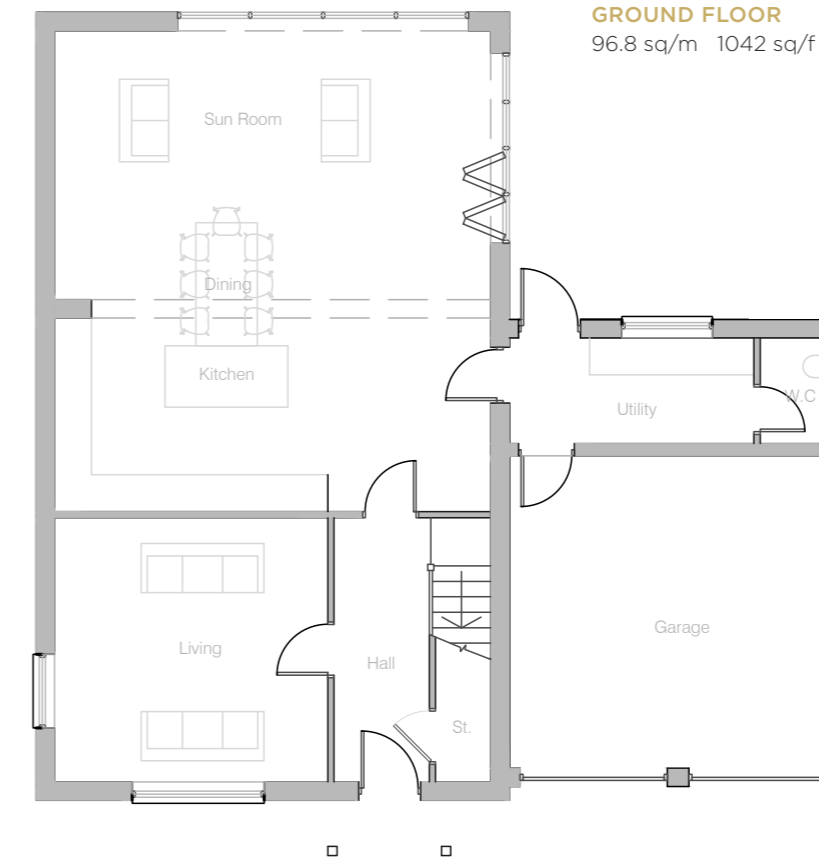 GROUND FLOOR
96.8 sq/m 1042 sq/f
Sun Room
Dining
Kitchen
Utility
W.C
Living
Hall
St.
Garage